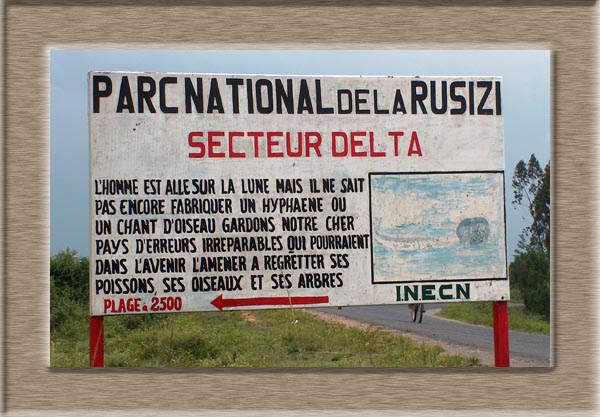 PARC NATIONAL DE LA RUSIZI
SECTEUR DELTA
L'HOMME EST ALLE SUR LA LUNE MAIS IL NE SAIT
PAS ENCORE FABRIQUER UN HYPHAENE OU
UN CHANT D'OISEAU GARDONS NOTRE CHER
PAYS D'ERREURS IRREPARABLES QUI POURRAIENT
DANS L'AVENIR L'AMENER A REGRETTER SES
POISSONS, SES OISEAUX ET SES ARBRES
PLAGE à 2500
I.N.E.C.N